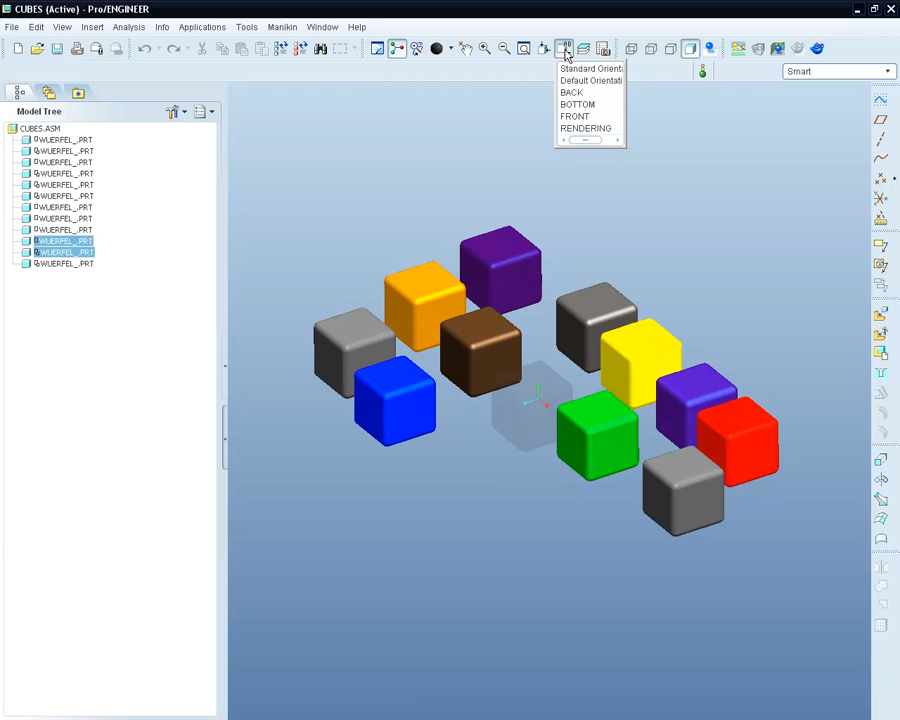 CUBES (Active) - Pro/ENGINEER
File Edit View Insert Analysis Info Applications Tools Manikin Window Help
Standard Orient
Default Orientati
BACK
BOTTOM
FRONT
RENDERING
Smart
Model Tree
CUBES.ASM
WUERFEL_.PRT
WUERFEL_.PRT
WUERFEL_.PRT
WUERFEL_.PRT
WUERFEL_.PRT
WUERFEL_.PRT
WUERFEL_.PRT
WUERFEL_.PRT
WUERFEL_.PRT
WUERFEL_.PRT
WUERFEL_.PRT
WUERFEL_.PRT